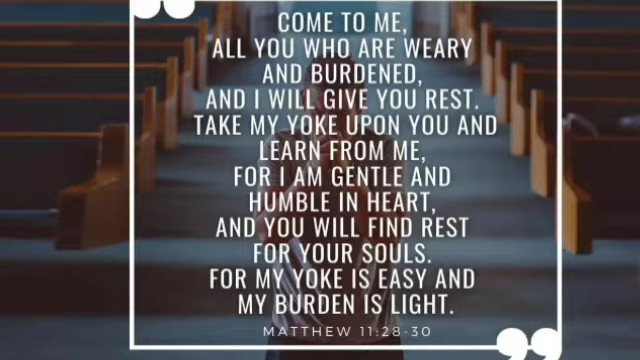 COME TO ME,
ALL YOU WHO ARE WEARY
AND BURDENED,
AND I WILL GIVE YOU REST.
TAKE MY YOKE UPON YOU AND
LEARN FROM ME,
FOR I AM GENTLE AND
HUMBLE IN HEART,
AND YOU WILL FIND REST
FOR YOUR SOULS.
FOR MY YOKE IS EASY AND
MY BURDEN IS LIGHT.
MATTHEW 11:28-30